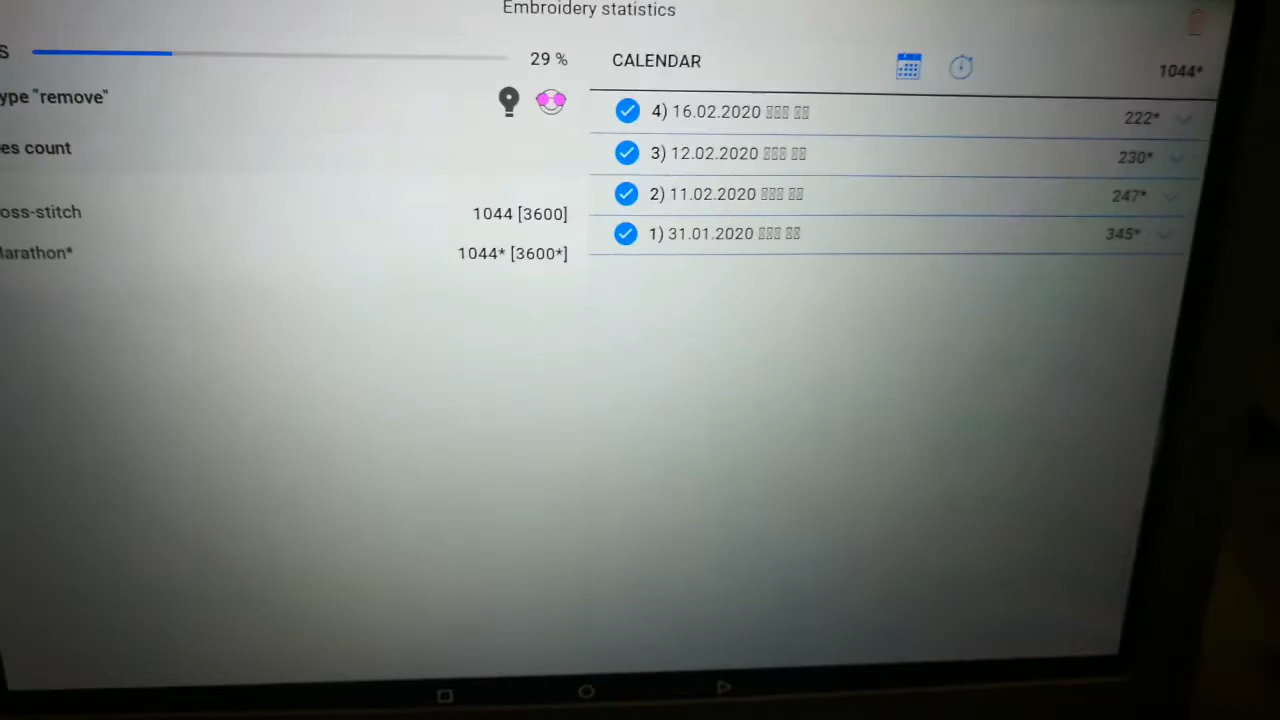 Embroidery statistics
S
29 %
ype "remove"
es count
oss-stitch
1044 [3600]
larathon*
1044* [3600*]
CALENDAR
1044*
4) 16.02.2020
222*
3) 12.02.2020
230*
2) 11.02.2020
247*
1) 31.01.2020
345*